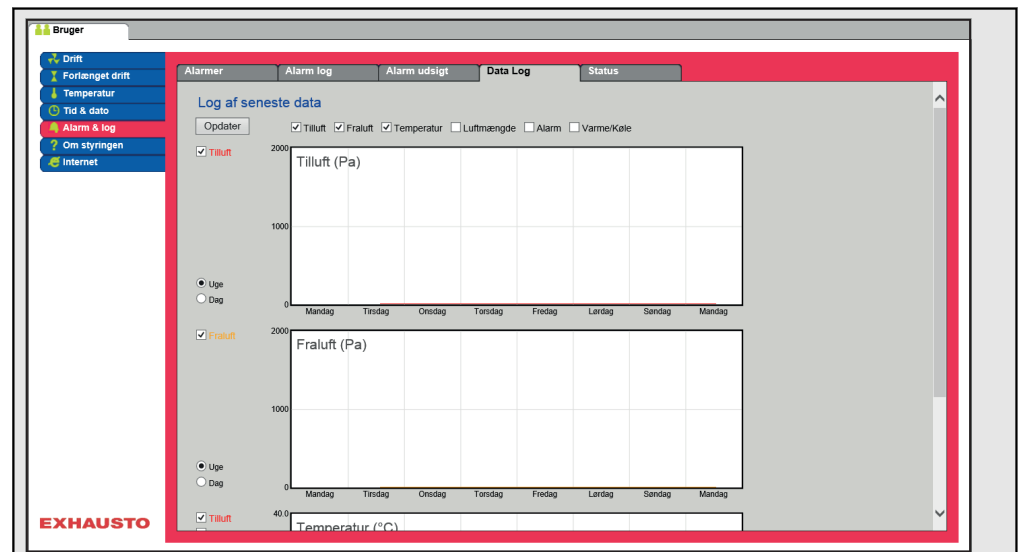 Bruger
Drift
Forlænget drift
Temperatur
Tid & dato
Alarm & log
Om styringen
Internet
EXHAUSTO
Alarmer Alarm log Alarm udsigt Data Log Status
Log af seneste data
Opdater Tilluft Fraluft Temperatur Luftmængde Alarm Varme/Køle
Tilluft
2000
Tilluft (Pa)
1000
Uge
Dag
0
Mandag Tirsdag Onsdag Torsdag Fredag Lørdag Søndag Mandag
Fraluft
2000
Fraluft (Pa)
1000
Uge
Dag
0
Mandag Tirsdag Onsdag Torsdag Fredag Lørdag Søndag Mandag
Tilluft
40.0
Temperatur (°C)